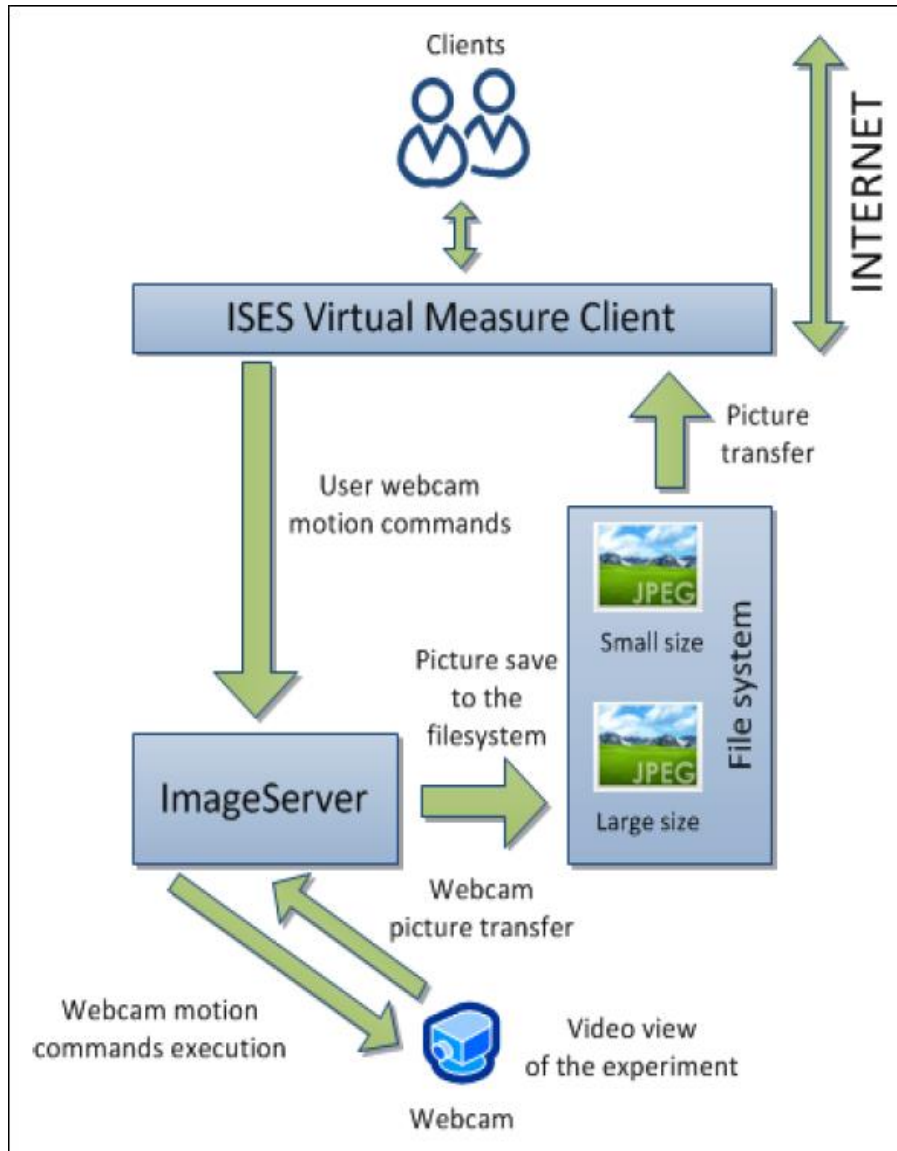 Clients
INTERNET
ISES Virtual Measure Client
Picture
transfer
User webcam
motion commands
JPEG
Small size
File system
Picture save
to the
filesystem
JPEG
Large size
ImageServer
Webcam
picture transfer
Webcam motion
commands execution
Video view
of the experiment
Webcam